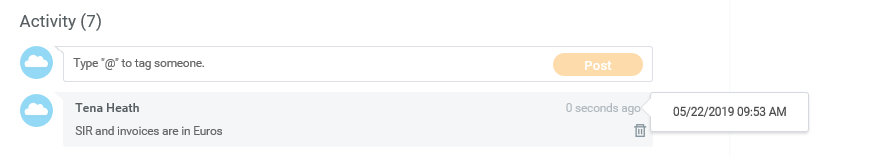 Activity (7)
Type "@" to tag someone.
Post
Tena Heath
0 seconds ago
05/22/2019 09:53 AM
SIR and invoices are in Euros